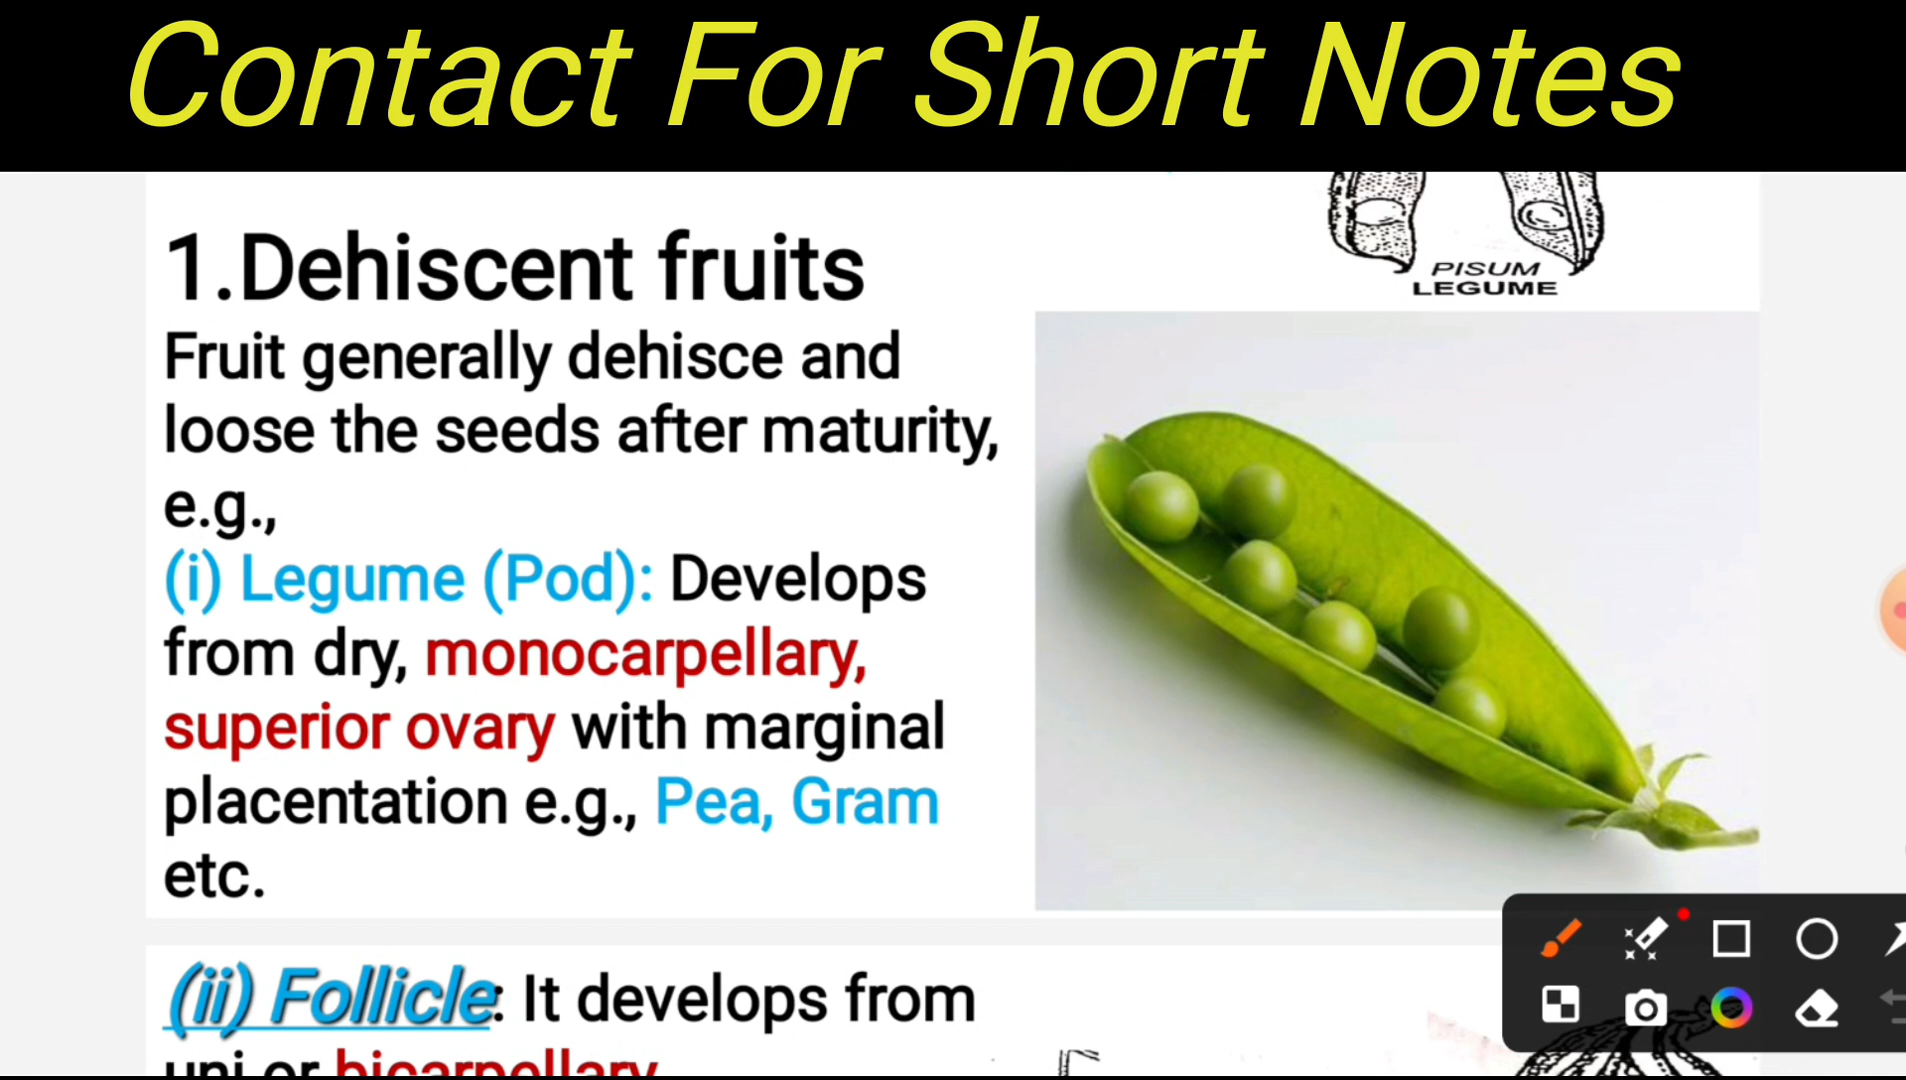 Contact For Short Notes
PISUM
LEGUME
1.Dehiscent fruits
Fruit generally dehisce and
loose the seeds after maturity,
e.g.,
(i) Legume (Pod): Develops
from dry, monocarpellary,
superior ovary with marginal
placentation e.g., Pea, Gram
etc.
(ii) Follicle: It develops from
uni or bicarpellary